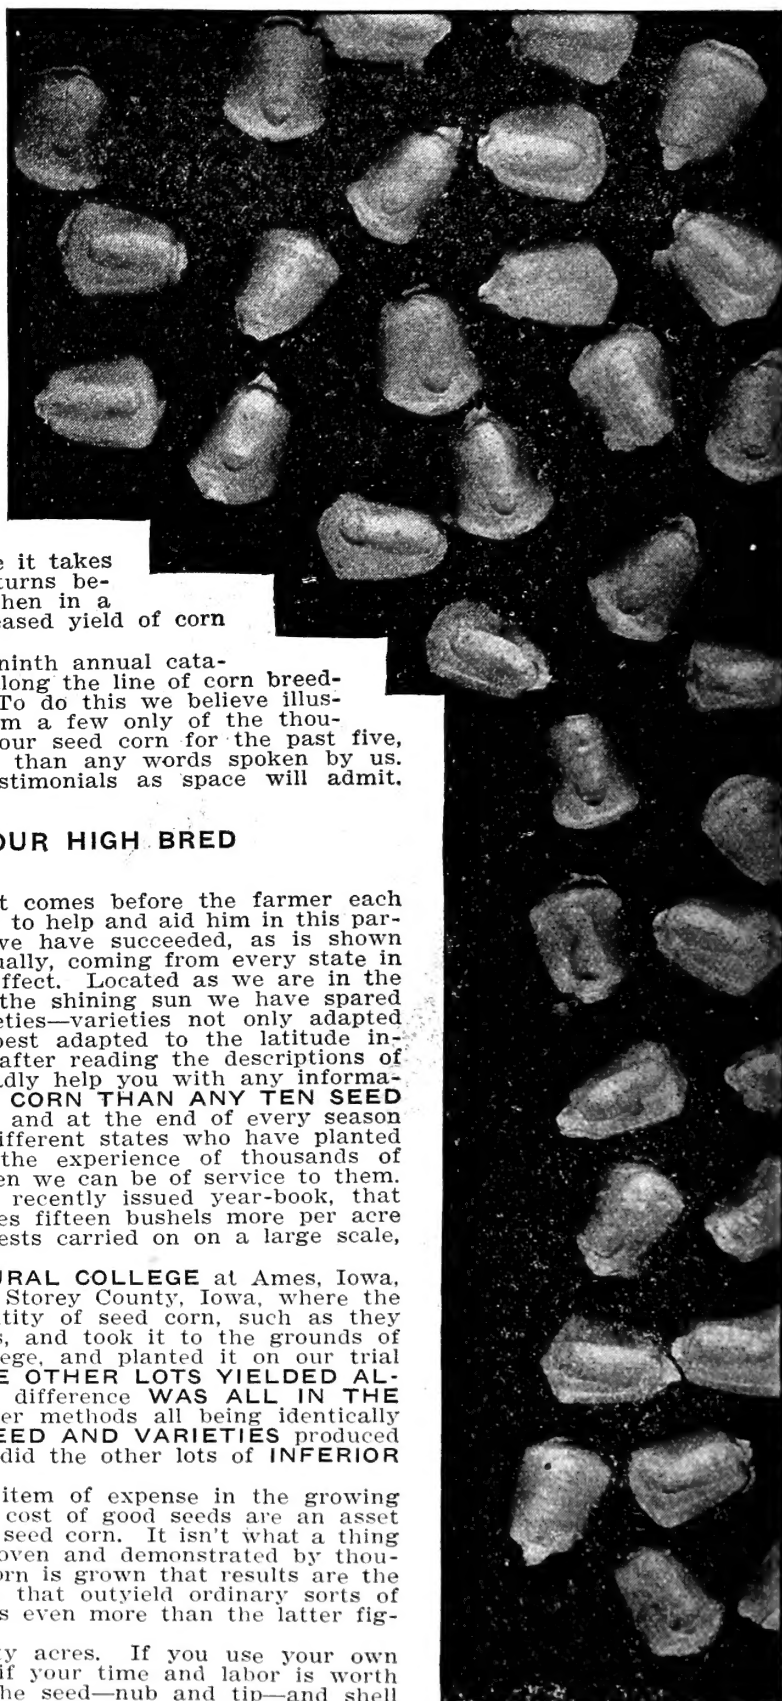 e it takes
turns be-
hen in a
eased yield of corn
ninth annual cata-
long the line of corn breed-
To do this we believe illus-
m a few only of the thou-
our seed corn for the past five,
than any words spoken by us.
stimonials as space will admit.
OUR HIGH BRED
t comes before the farmer each
to help and aid him in this par-
ve have succeeded, as is shown
ually, coming from every state in
ffect. Located as we are in the
the shining sun we have spared
eties—varieties not only adapted
best adapted to the latitude in-
after reading the descriptions of
dly help you with any informa-
CORN THAN ANY TEN SEED
and at the end of every season
ifferent states who have planted
the experience of thousands of
en we can be of service to them.
recently issued year-book, that
es fifteen bushels more per acre
ests carried on on a large scale,
URAL COLLEGE at Ames, Iowa,
Storey County, Iowa, where the
tity of seed corn, such as they
s, and took it to the grounds of
ege, and planted it on our trial
E OTHER LOTS YIELDED AL-
difference WAS ALL IN THE
er methods all being identically
EED AND VARIETIES produced
did the other lots of INFERIOR
item of expense in the growing
cost of good seeds are an asset
seed corn. It isn't what a thing
oven and demonstrated by thou-
orn is grown that results are the
that outyield ordinary sorts of
s even more than the latter fig-
ty acres. If you use your own
if your time and labor is worth
he seed—nub and tip—and shell